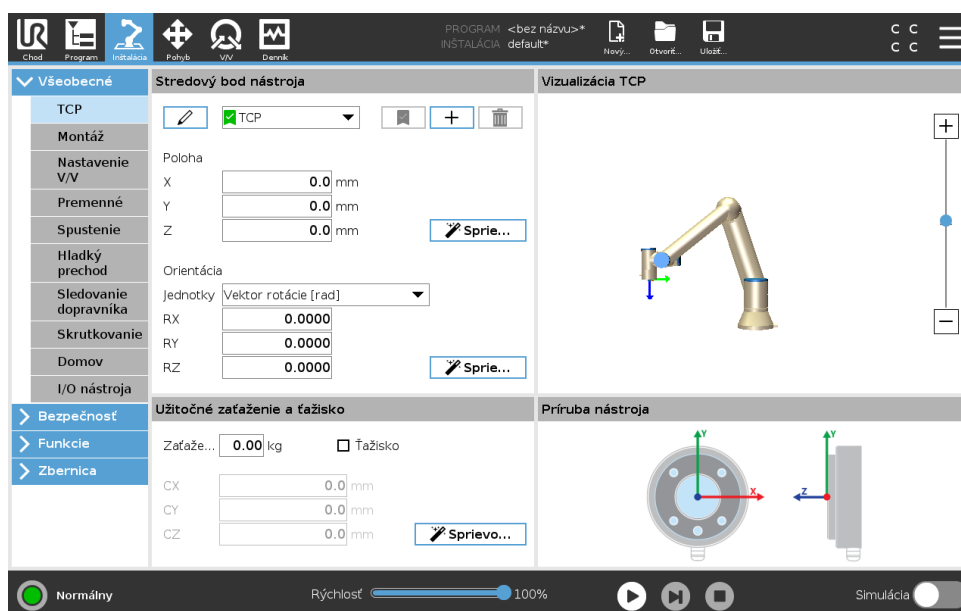 UR
PROGRAM <bez názvu>*
INŠTALÁCIA default*
Chod
Program
Inštalácia
Pohyb
V/V
Denník
Nový...
Otvoriť...
Uložiť...
C C
C C
Všeobecné
TCP
Montáž
Nastavenie
V/V
Premenné
Spustenie
Hladký
prechod
Sledovanie
dopravníka
Skrutkovanie
Domov
I/O nástroja
Bezpečnosť
Funkcie
Zbernica
Stredový bod nástroja
TCP
Poloha
X 0.0 mm
Y 0.0 mm
Z 0.0 mm
Sprie...
Orientácia
Jednotky Vektor rotácie [rad]
RX 0.0000
RY 0.0000
RZ 0.0000
Sprie...
Užitočné zaťaženie a ťažisko
Zaťaže... 0.00 kg
Ťažisko
CX 0.0 mm
CY 0.0 mm
CZ 0.0 mm
Sprievo...
Vizualizácia TCP
Príruba nástroja
Y
X
Y
Z
Normálny
Rýchlosť 100%
Simulácia